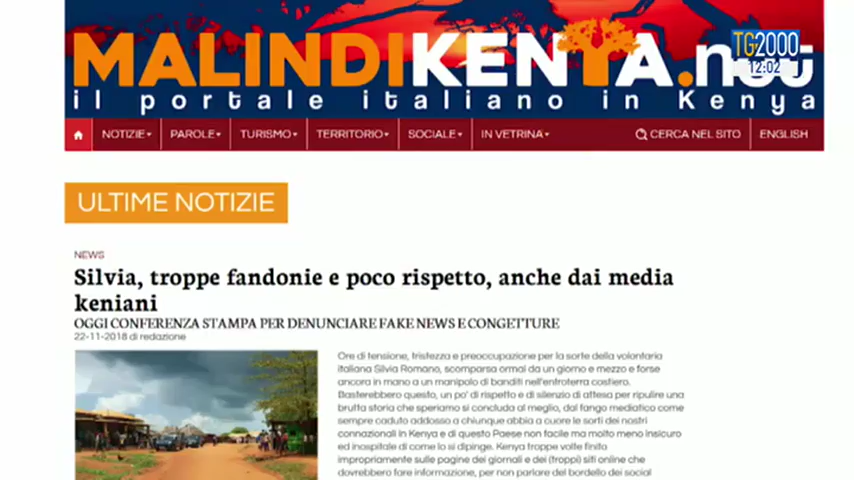 MALINDIKENYA.net
TG2000
12:02
il portale italiano in Kenya
NOTIZIE PAROLE TURISMO TERRITORIO SOCIALE IN VETRINA CERCA NEL SITO ENGLISH
ULTIME NOTIZIE
NEWS
Silvia, troppe fandonie e poco rispetto, anche dai media
keniani
OGGI CONFERENZA STAMPA PER DENUNCIARE FAKE NEWS E CONGETTURE
22-11-2018 di redazione
Ore di tensione, tristezza e preoccupazione per la sorte della volontaria
italiana Silvia Romano, scomparsa ormai da un giorno e mezzo e forse
ancora in mano a un manipolo di banditi nell'entroterra costiero.
Basterebbero questo, un po' di rispetto e di silenzio di attesa per ripulire una
brutta storia che speriamo si concluda al meglio, dal fango mediatico come
sempre caduto addosso a chiunque abbia a cuore le sorti dei nostri
connazionali in Kenya e di questo Paese non facile ma molto meno insicuro
ed inospitale di come lo si dipinge. Kenya troppe volte finito
impropriamente sulle pagine dei giornali e dei (troppi) siti online che
dovrebbero fare informazione, per non parlare del bordello dei social